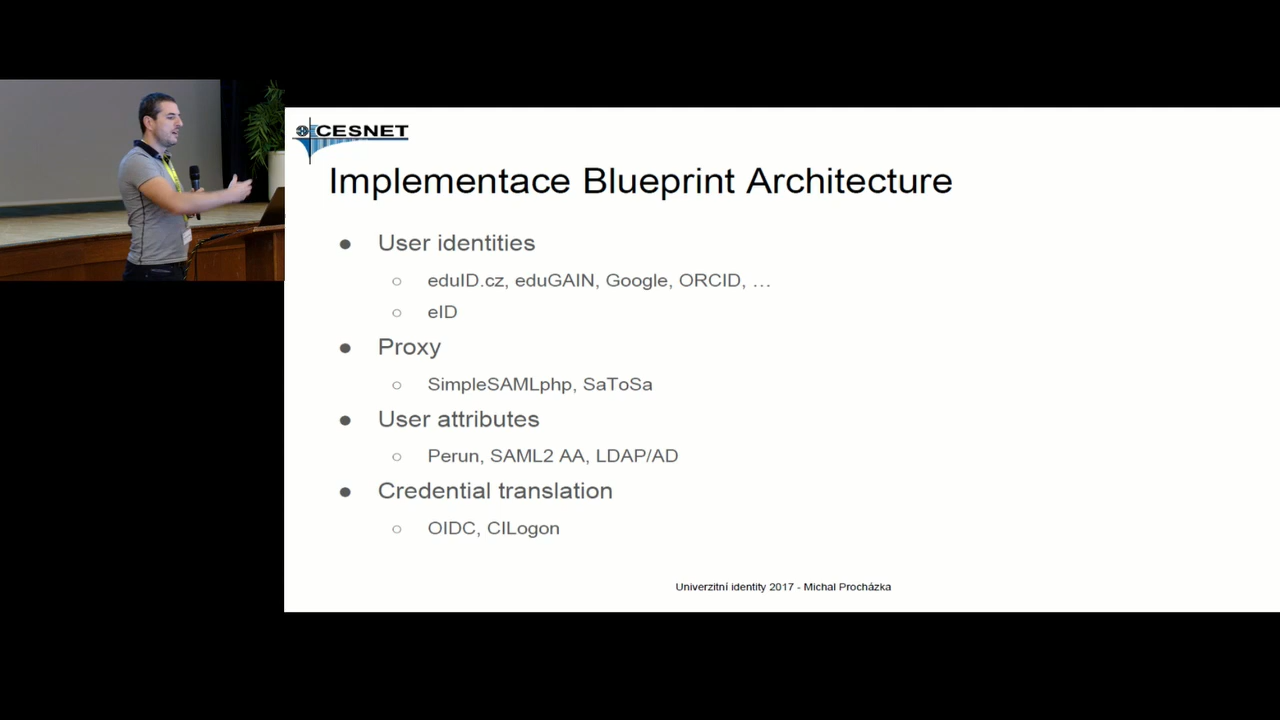 CESNET
Implementace Blueprint Architecture
● User identities
○ eduID.cz, eduGAIN, Google, ORCID, …
○ eID
● Proxy
○ SimpleSAMLphp, SaToSa
● User attributes
○ Perun, SAML2 AA, LDAP/AD
● Credential translation
○ OIDC, CILogon
Univerzitní identity 2017 - Michal Procházka